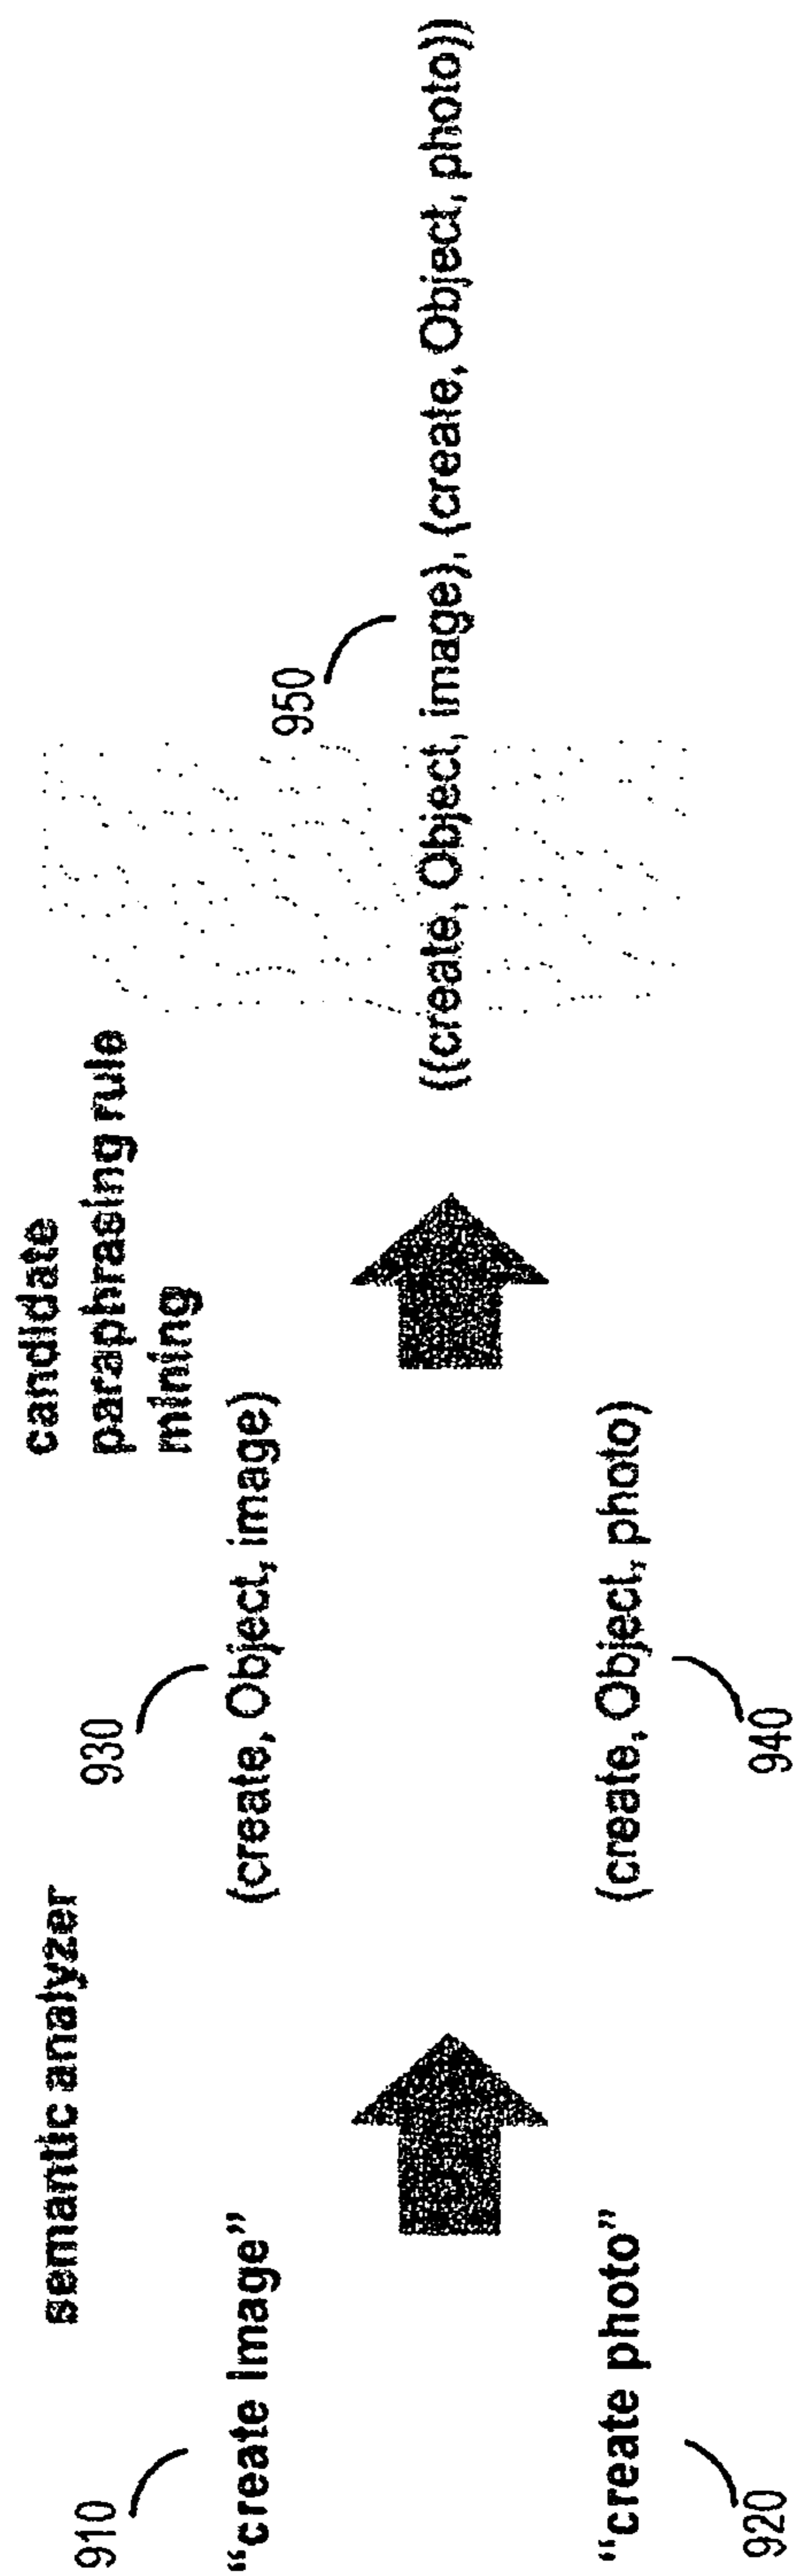 semantic analyzer
candidate
paraphrasing rule
mining
910
"create image"
930
(create, Object, image)
950
((create, Object, image), (create, Object, photo))
"create photo"
920
(create, Object, photo)
940